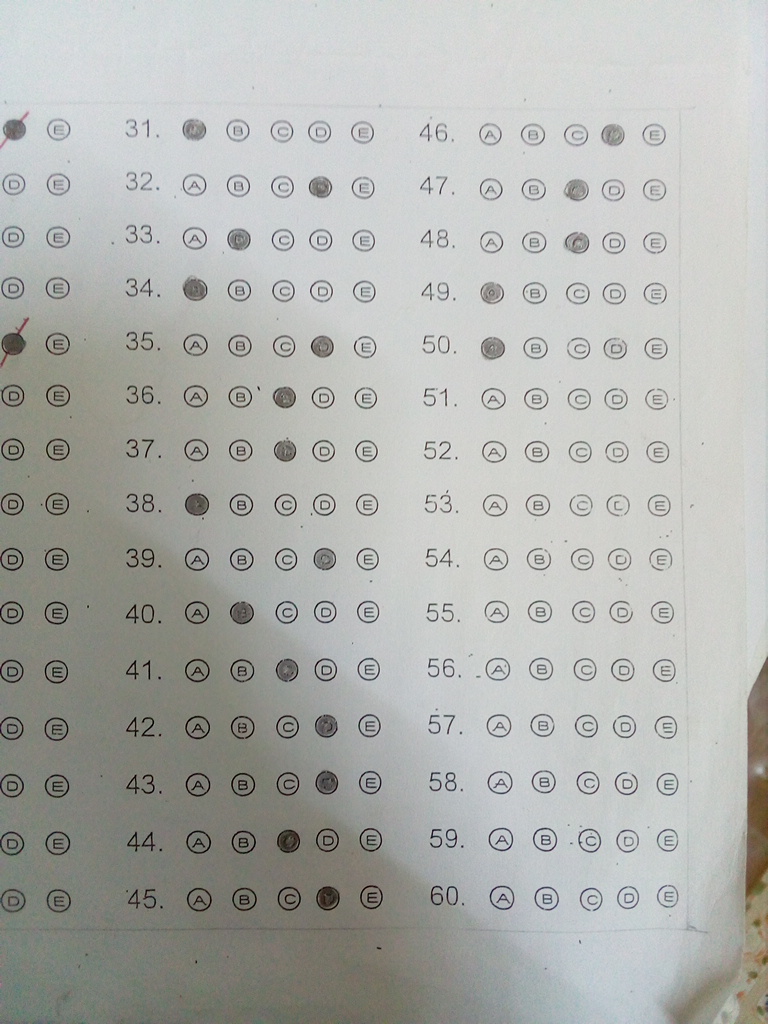 E 31. B C D E 46. A B C E
D E 32. A B C E 47. A B D E
D E 33. A C D E 48. A B D E
D E 34. B C D E 49. B C D E
E 35. A B C E 50. B C D E
D E 36. A B D E 51. A B C D E
D E 37. A B D E 52. A B C D E
D E 38. B C D E 53. A B C E
D E 39. A B C D E 54. A B C D E
D E 40. A B C D E 55. A B C D E
D E 41. A B D E 56. A B C D E
D E 42. A B C E 57. A B C D E
D E 43. A B C E 58. A B C D E
D E 44. A B D E 59. A B C D E
D E 45. A B C E 60. A B C D E